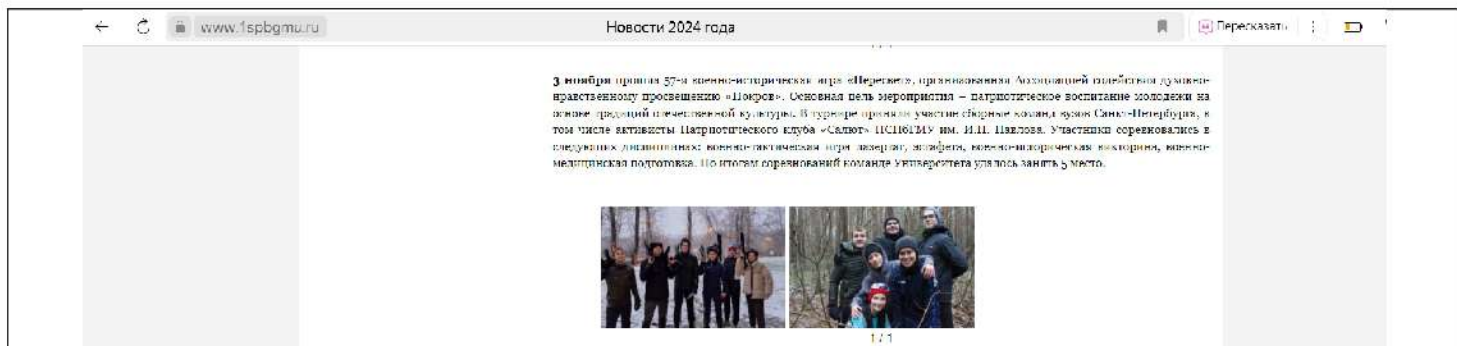 www.1spbgmu.ru Новости 2024 года Пересказать
3 ноября прошла 57-я военно-историческая игра «Пересвет», организованная Ассоциацией содействия духовно-
нравственному просвещению «Покров». Основная цель мероприятия – патриотическое воспитание молодежи на
основе традиций отечественной культуры. В турнире приняли участие сборные команд вузов Санкт-Петербурга, в
том числе активисты Патриотического клуба «Салют» ПСПбГМУ им. И.П. Павлова. Участники соревновались в
следующих дисциплинах: военно-тактическая игра лазертаг, эстафета, военно-историческая викторина, военно-
медицинская подготовка. По итогам соревнований команде Университета удалось занять 5 место.
1 / 1